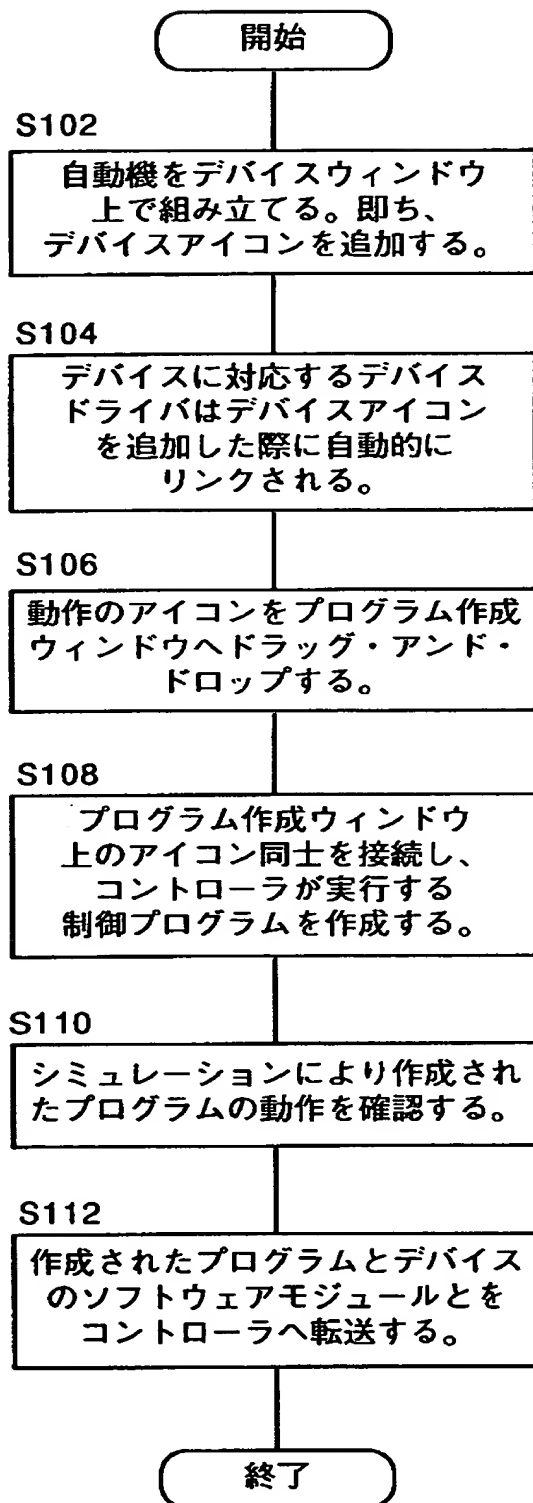 開始
S102
自動機をデバイスウィンドウ
上で組み立てる。即ち、
デバイスアイコンを追加する。
S104
デバイスに対応するデバイス
ドライバはデバイスアイコン
を追加した際に自動的に
リンクされる。
S106
動作のアイコンをプログラム作成
ウィンドウへドラッグ・アンド・
ドロップする。
S108
プログラム作成ウィンドウ
上のアイコン同士を接続し、
コントローラが実行する
制御プログラムを作成する。
S110
シミュレーションにより作成され
たプログラムの動作を確認する。
S112
作成されたプログラムとデバイス
のソフトウェアモジュールとを
コントローラへ転送する。
終了